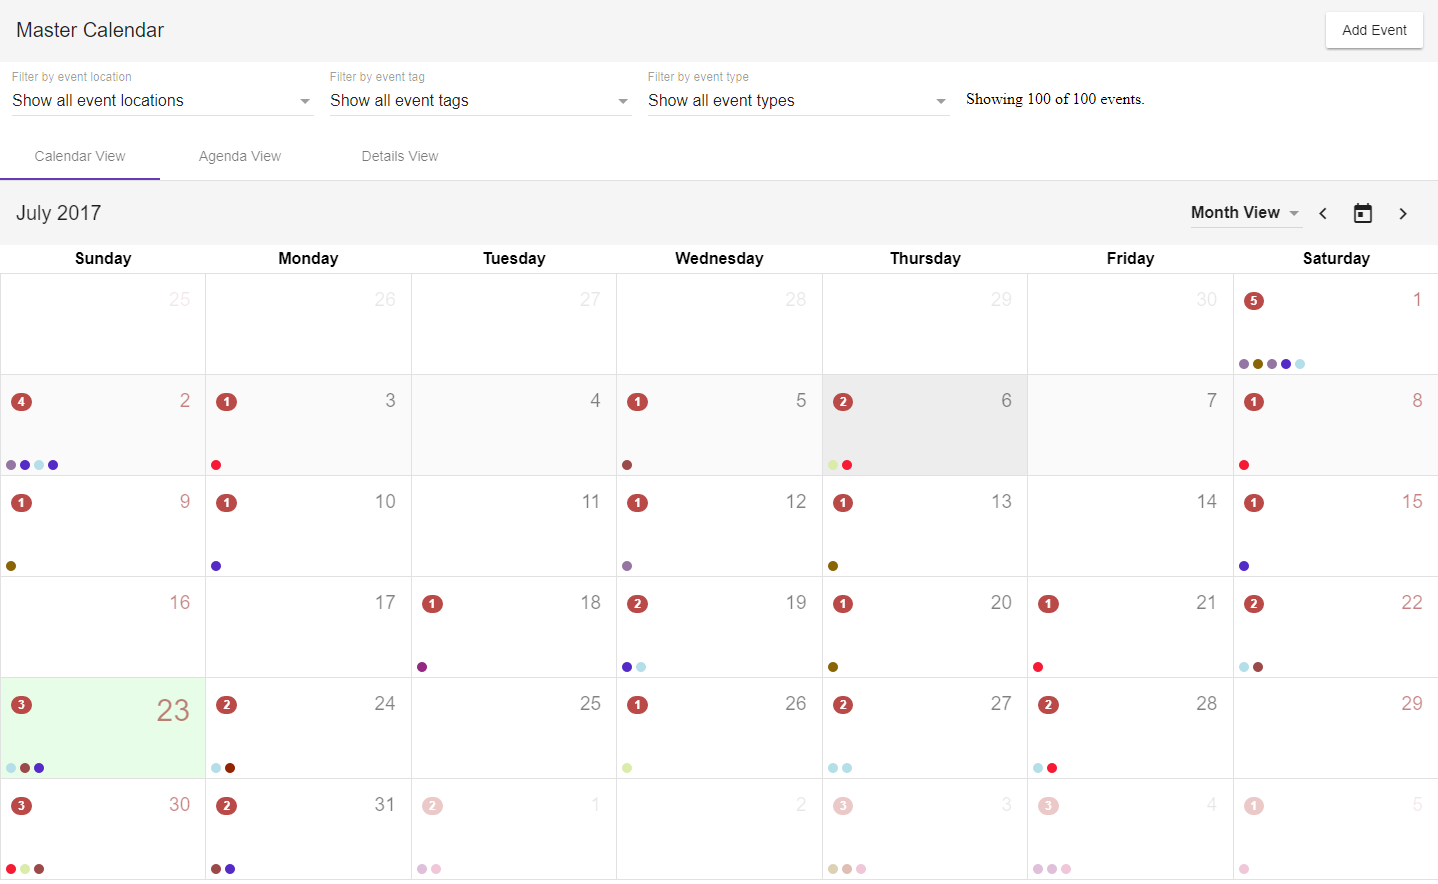 Master Calendar
Add Event
Filter by event location
Filter by event tag
Filter by event type
Show all event locations
Show all event tags
Show all event types
Showing 100 of 100 events.
Calendar View
Agenda View
Details View
July 2017
Month View
Sunday Monday Tuesday Wednesday Thursday Friday Saturday
25 26 27 28 29 30 5 1
4 2 1 3 4 1 5 2 6 7 1 8
1 9 1 10 11 1 12 1 13 14 1 15
16 17 1 18 2 19 1 20 1 21 2 22
3 23 2 24 25 1 26 2 27 2 28 29
3 30 2 31 2 1 2 3 3 3 4 1 5